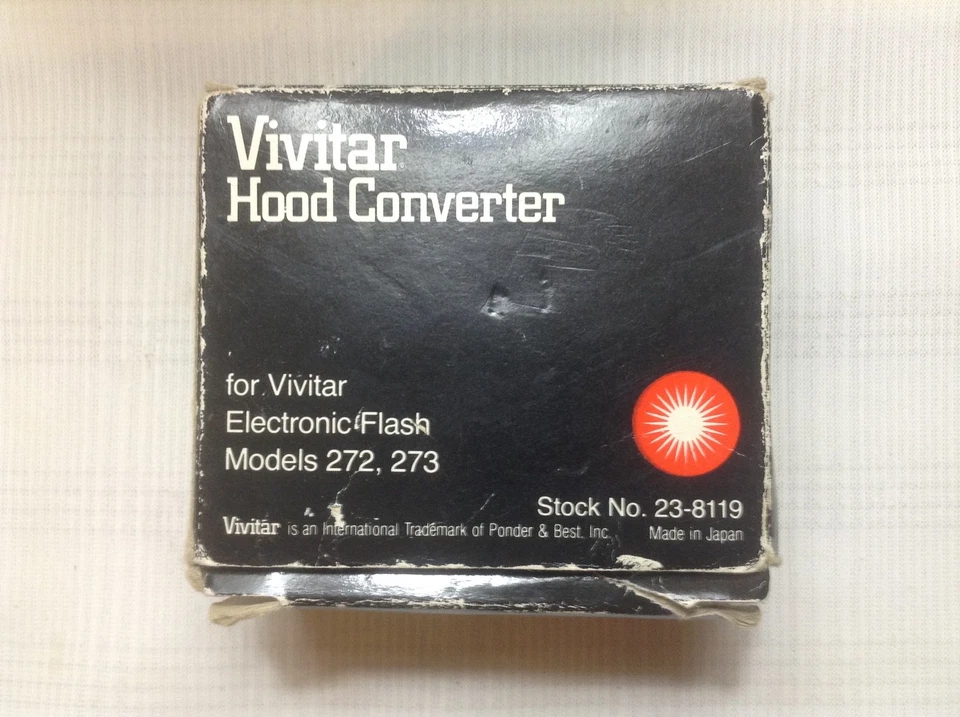 Vivitar®
Hood Converter
for Vivitar
Electronic Flash
Models 272, 273
Stock No. 23-8119
Vivitar is an International Trademark of Ponder & Best. Inc.
Made in Japan